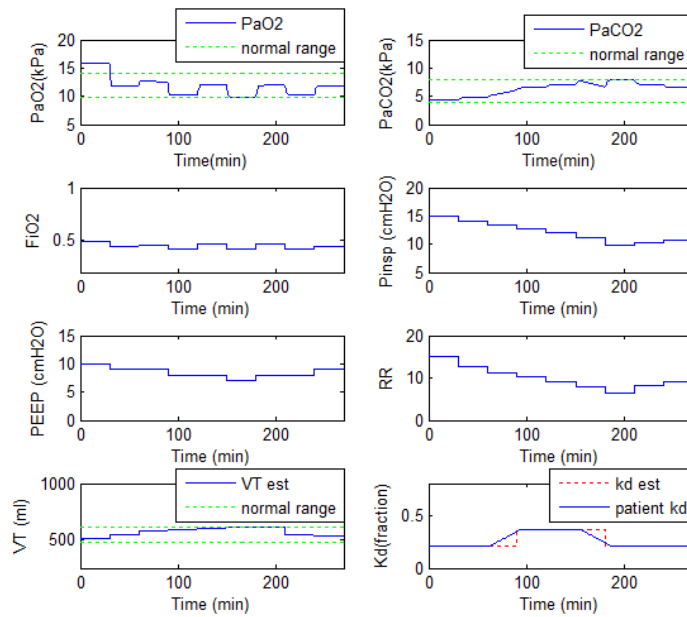 PaO2
normal range
PaO2(kPa)
20
15
10
5
0
100
200
Time(min)
PaCO2
normal range
PaCO2(kPa)
15
10
5
0
0
100
200
Time(min)
FiO2
1
0.5
0
100
200
Time (min)
Pinsp (cmH2O)
20
15
10
5
0
100
200
Time (min)
PEEP (cmH2O)
15
10
5
0
0
100
200
Time (min)
RR
20
10
0
0
100
200
Time (min)
VT est
normal range
VT (ml)
1000
500
0
100
200
Time (min)
kd est
patient kd
Kd(fraction)
0.5
0
0
100
200
Time (min)